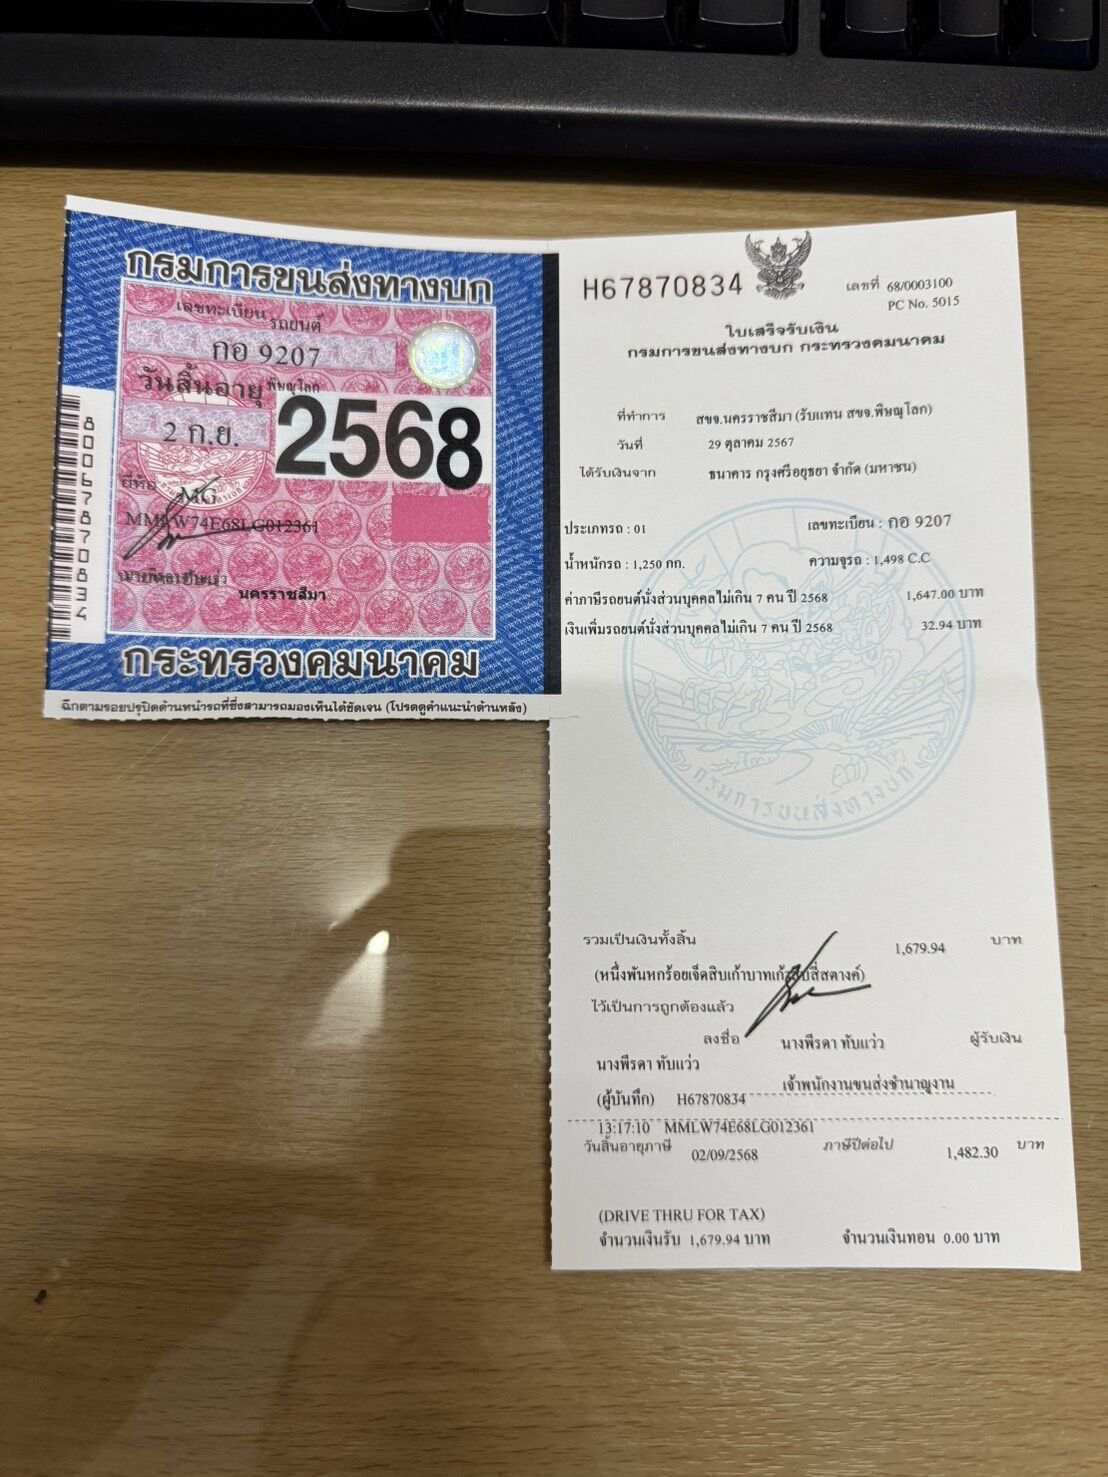 กรมการขนส่งทางบก
เลขทะเบียน รถยนต์
กอ 9207
วันสิ้นอายุ พิษณุโลก
2 ก.ย. 2568
ยี่ห้อ MG
MMLW74E68LG012361
นครราชสีมา
กระทรวงคมนาคม
ฉีกตามรอยปรุปิดด้านหน้ารถที่ซึ่งสามารถมองเห็นได้ชัดเจน (โปรดดูคำแนะนำด้านหลัง)
80067870834
H67870834
เลขที่ 68/0003100
PC No. 5015
ใบเสร็จรับเงิน
กรมการขนส่งทางบก กระทรวงคมนาคม
ที่ทำการ สขจ.นครราชสีมา (รับแทน สขจ.พิษณุโลก)
วันที่ 29 ตุลาคม 2567
ได้รับเงินจาก ธนาคาร กรุงศรีอยุธยา จำกัด (มหาชน)
ประเภทรถ : 01 เลขทะเบียน : กอ 9207
น้ำหนักรถ : 1,250 กก. ความจุรถ : 1,498 C.C
ค่าภาษีรถยนต์นั่งส่วนบุคคลไม่เกิน 7 คน ปี 2568 1,647.00 บาท
เงินเพิ่มรถยนต์นั่งส่วนบุคคลไม่เกิน 7 คน ปี 2568 32.94 บาท
กรมการขนส่งทางบก
รวมเป็นเงินทั้งสิ้น 1,679.94 บาท
(หนึ่งพันหกร้อยเจ็ดสิบเก้าบาทเก้าสิบสี่สตางค์)
ไว้เป็นการถูกต้องแล้ว
ลงชื่อ นางพีรดา ทับแว่ว ผู้รับเงิน
นางพีรดา ทับแว่ว
เจ้าพนักงานขนส่งชำนาญงาน
(ผู้บันทึก) H67870834
13:17:10 MMLW74E68LG012361
วันสิ้นอายุภาษี 02/09/2568 ภาษีปีต่อไป 1,482.30 บาท
(DRIVE THRU FOR TAX)
จำนวนเงินรับ 1,679.94 บาท จำนวนเงินทอน 0.00 บาท